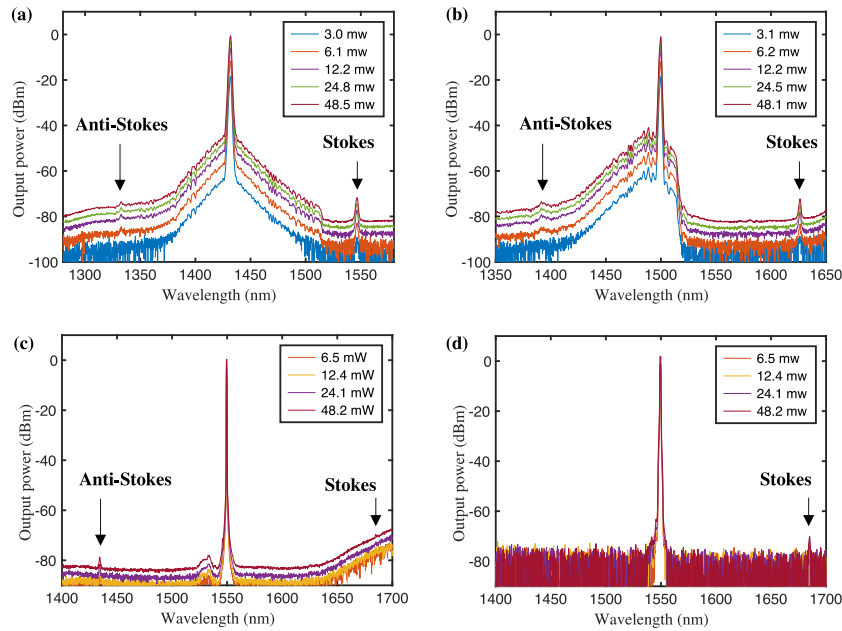 (a)
0
-20
-40
-60
-80
-100
Output power (dBm)
3.0 mw
6.1 mw
12.2 mw
24.8 mw
48.5 mw
Anti-Stokes
Stokes
1300 1350 1400 1450 1500 1550
Wavelength (nm)
(b)
0
-20
-40
-60
-80
-100
Output power (dBm)
3.1 mw
6.2 mw
12.2 mw
24.5 mw
48.1 mw
Anti-Stokes
Stokes
1350 1400 1450 1500 1550 1600 1650
Wavelength (nm)
(c)
0
-20
-40
-60
-80
Output power (dBm)
6.5 mW
12.4 mW
24.1 mW
48.2 mW
Anti-Stokes
Stokes
1400 1450 1500 1550 1600 1650 1700
Wavelength (nm)
(d)
0
-20
-40
-60
-80
Output power (dBm)
6.5 mw
12.4 mw
24.1 mw
48.2 mw
Stokes
1400 1450 1500 1550 1600 1650 1700
Wavelength (nm)